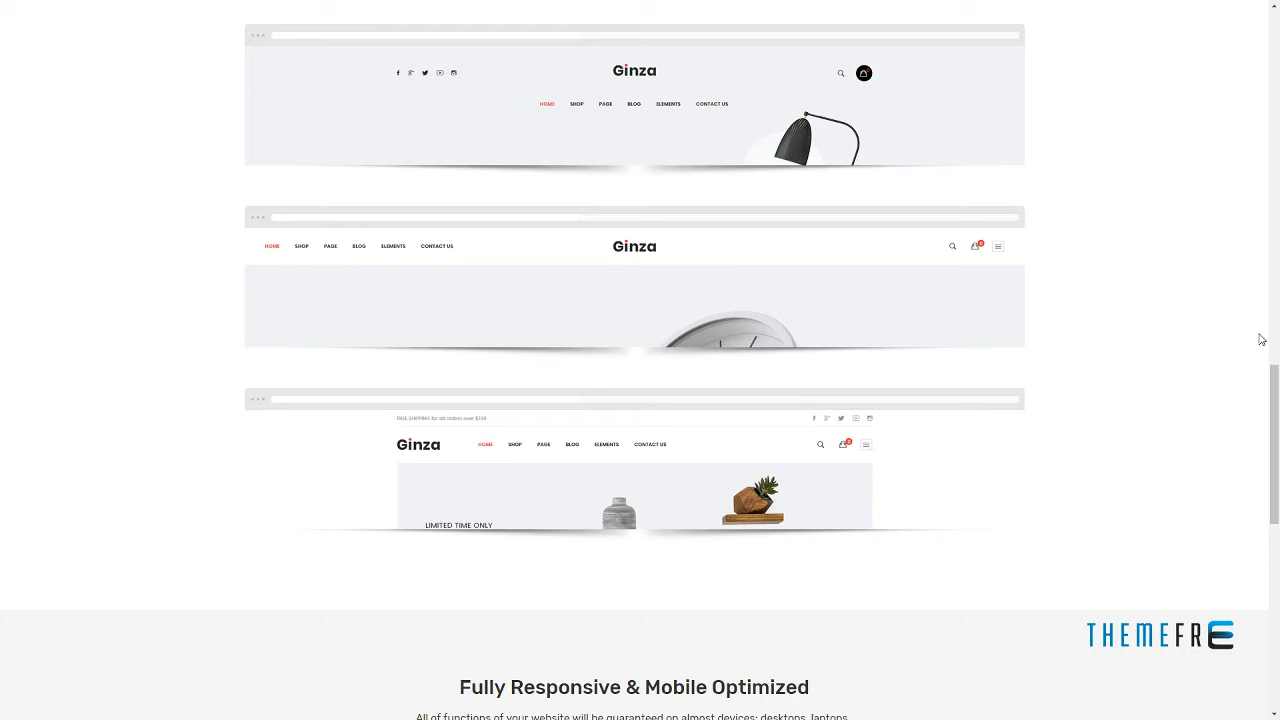 Ginza
HOME SHOP PAGE BLOG ELEMENTS CONTACT US
HOME SHOP PAGE BLOG ELEMENTS CONTACT US Ginza
FREE SHIPPING for all orders over $199
Ginza HOME SHOP PAGE BLOG ELEMENTS CONTACT US
LIMITED TIME ONLY
THEMEFRE
Fully Responsive & Mobile Optimized
All of functions of your website will be guaranteed on almost devices: desktops, laptops,